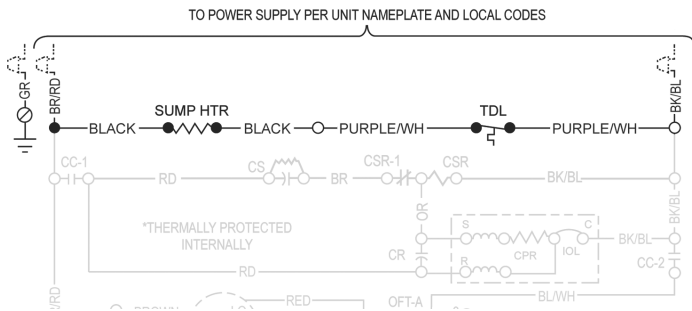 TO POWER SUPPLY PER UNIT NAMEPLATE AND LOCAL CODES
GR
BR/RD
BK/BL
SUMP HTR
TDL
BLACK
BLACK
PURPLE/WH
PURPLE/WH
CC-1
RD
CS
BR
CSR-1
CSR
BK/BL
BK/BL
OR
*THERMALLY PROTECTED
INTERNALLY
S
C
CPR
IOL
BK/BL
R
CR
CC-2
RD
BL/WH
OFT-A
RED
BROWN